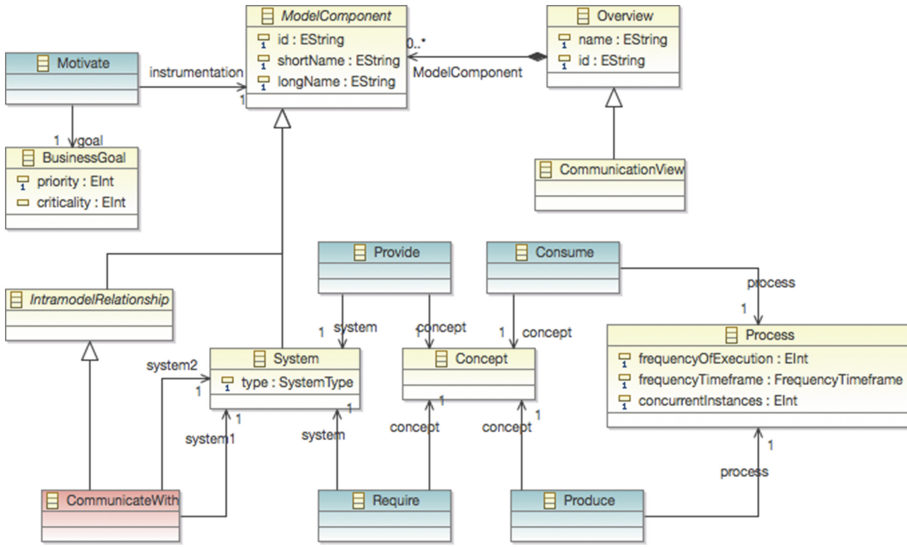 ModelComponent
id : EString
shortName : EString
longName : EString
Overview
name : EString
id : EString
0..*
ModelComponent
Motivate
instrumentation
1
1
goal
BusinessGoal
priority : EInt
criticality : EInt
CommunicationView
Provide
Consume
IntramodelRelationship
process
1
1
system
1
concept
1
concept
Process
frequencyOfExecution : EInt
frequencyTimeframe : FrequencyTimeframe
concurrentInstances : EInt
System
type : SystemType
Concept
system2
1
1
1
1
1
system1
system
concept
concept
1
process
CommunicateWith
Require
Produce